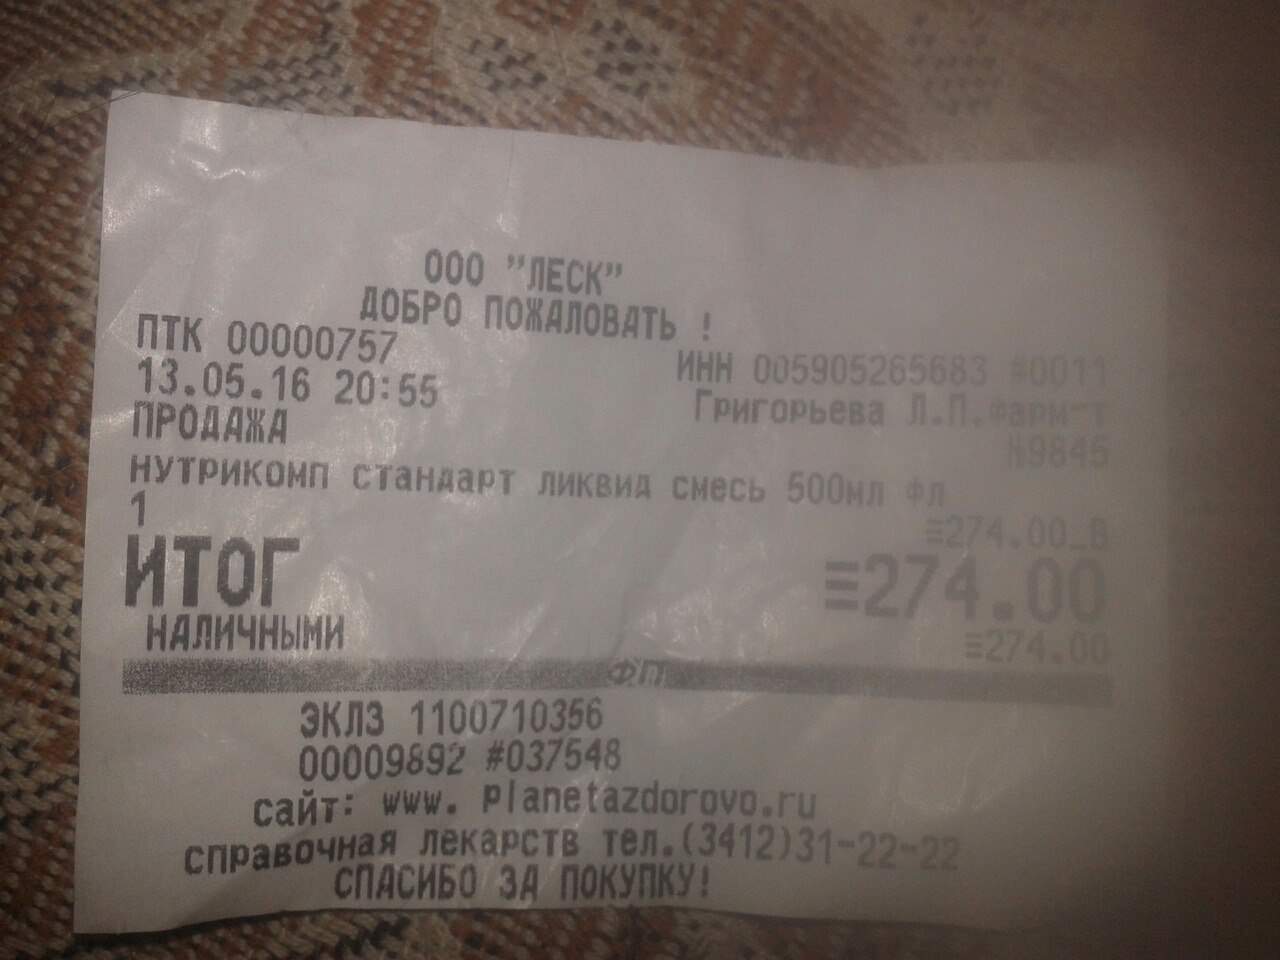 ООО "ЛЕСК"
ДОБРО ПОЖАЛОВАТЬ !
ПТК 00000757 ИНН 005905265683 #0011
13.05.16 20:55 Григорьева Л.П.Фарм-т
ПРОДАЖА №9845
НУТРИКОМП СТАНДАРТ ЛИКВИД СМЕСЬ 500МЛ ФЛ
1 ≡274.00_В
ИТОГ ≡274.00
НАЛИЧНЫМИ ≡274.00
ФП
ЭКЛЗ 1100710356
00009892 #037548
сайт: www. planetazdorovo.ru
справочная лекарств тел.(3412)31-22-22
СПАСИБО ЗА ПОКУПКУ!